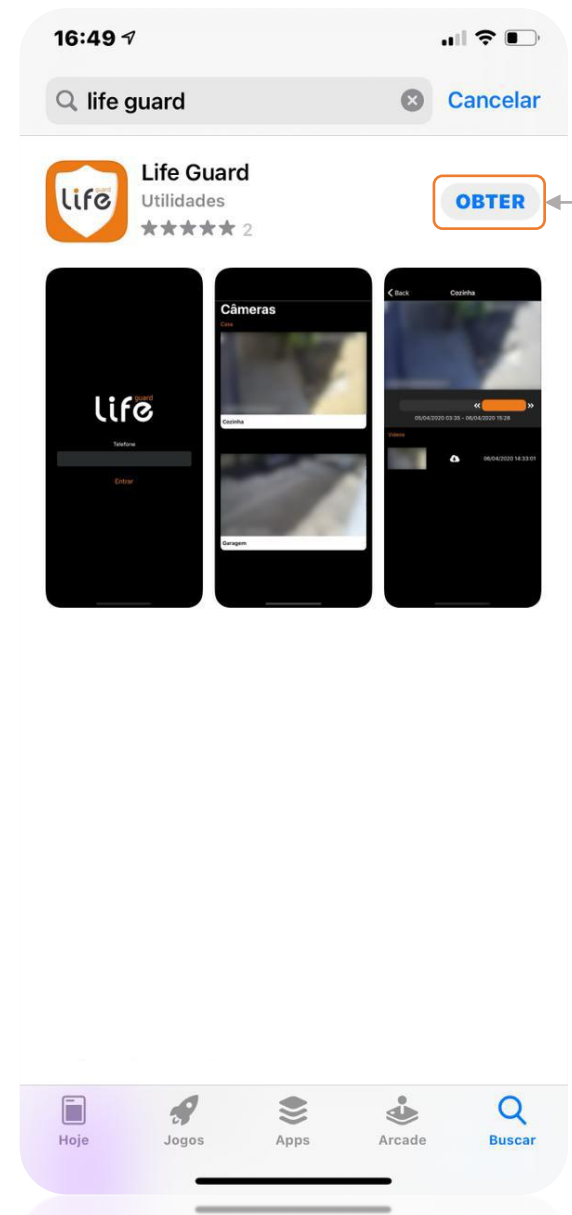 16:49
life guard
Cancelar
Life guard
Life Guard
Utilidades
2
OBTER
Life guard
Telefone
Entrar
Câmeras
Casa
Cozinha
Garagem
Back Cozinha
« »
05/04/2020 03:35 - 06/04/2020 15:26
Vídeos
06/04/2020 14:33:01
Hoje
Jogos
Apps
Arcade
Buscar